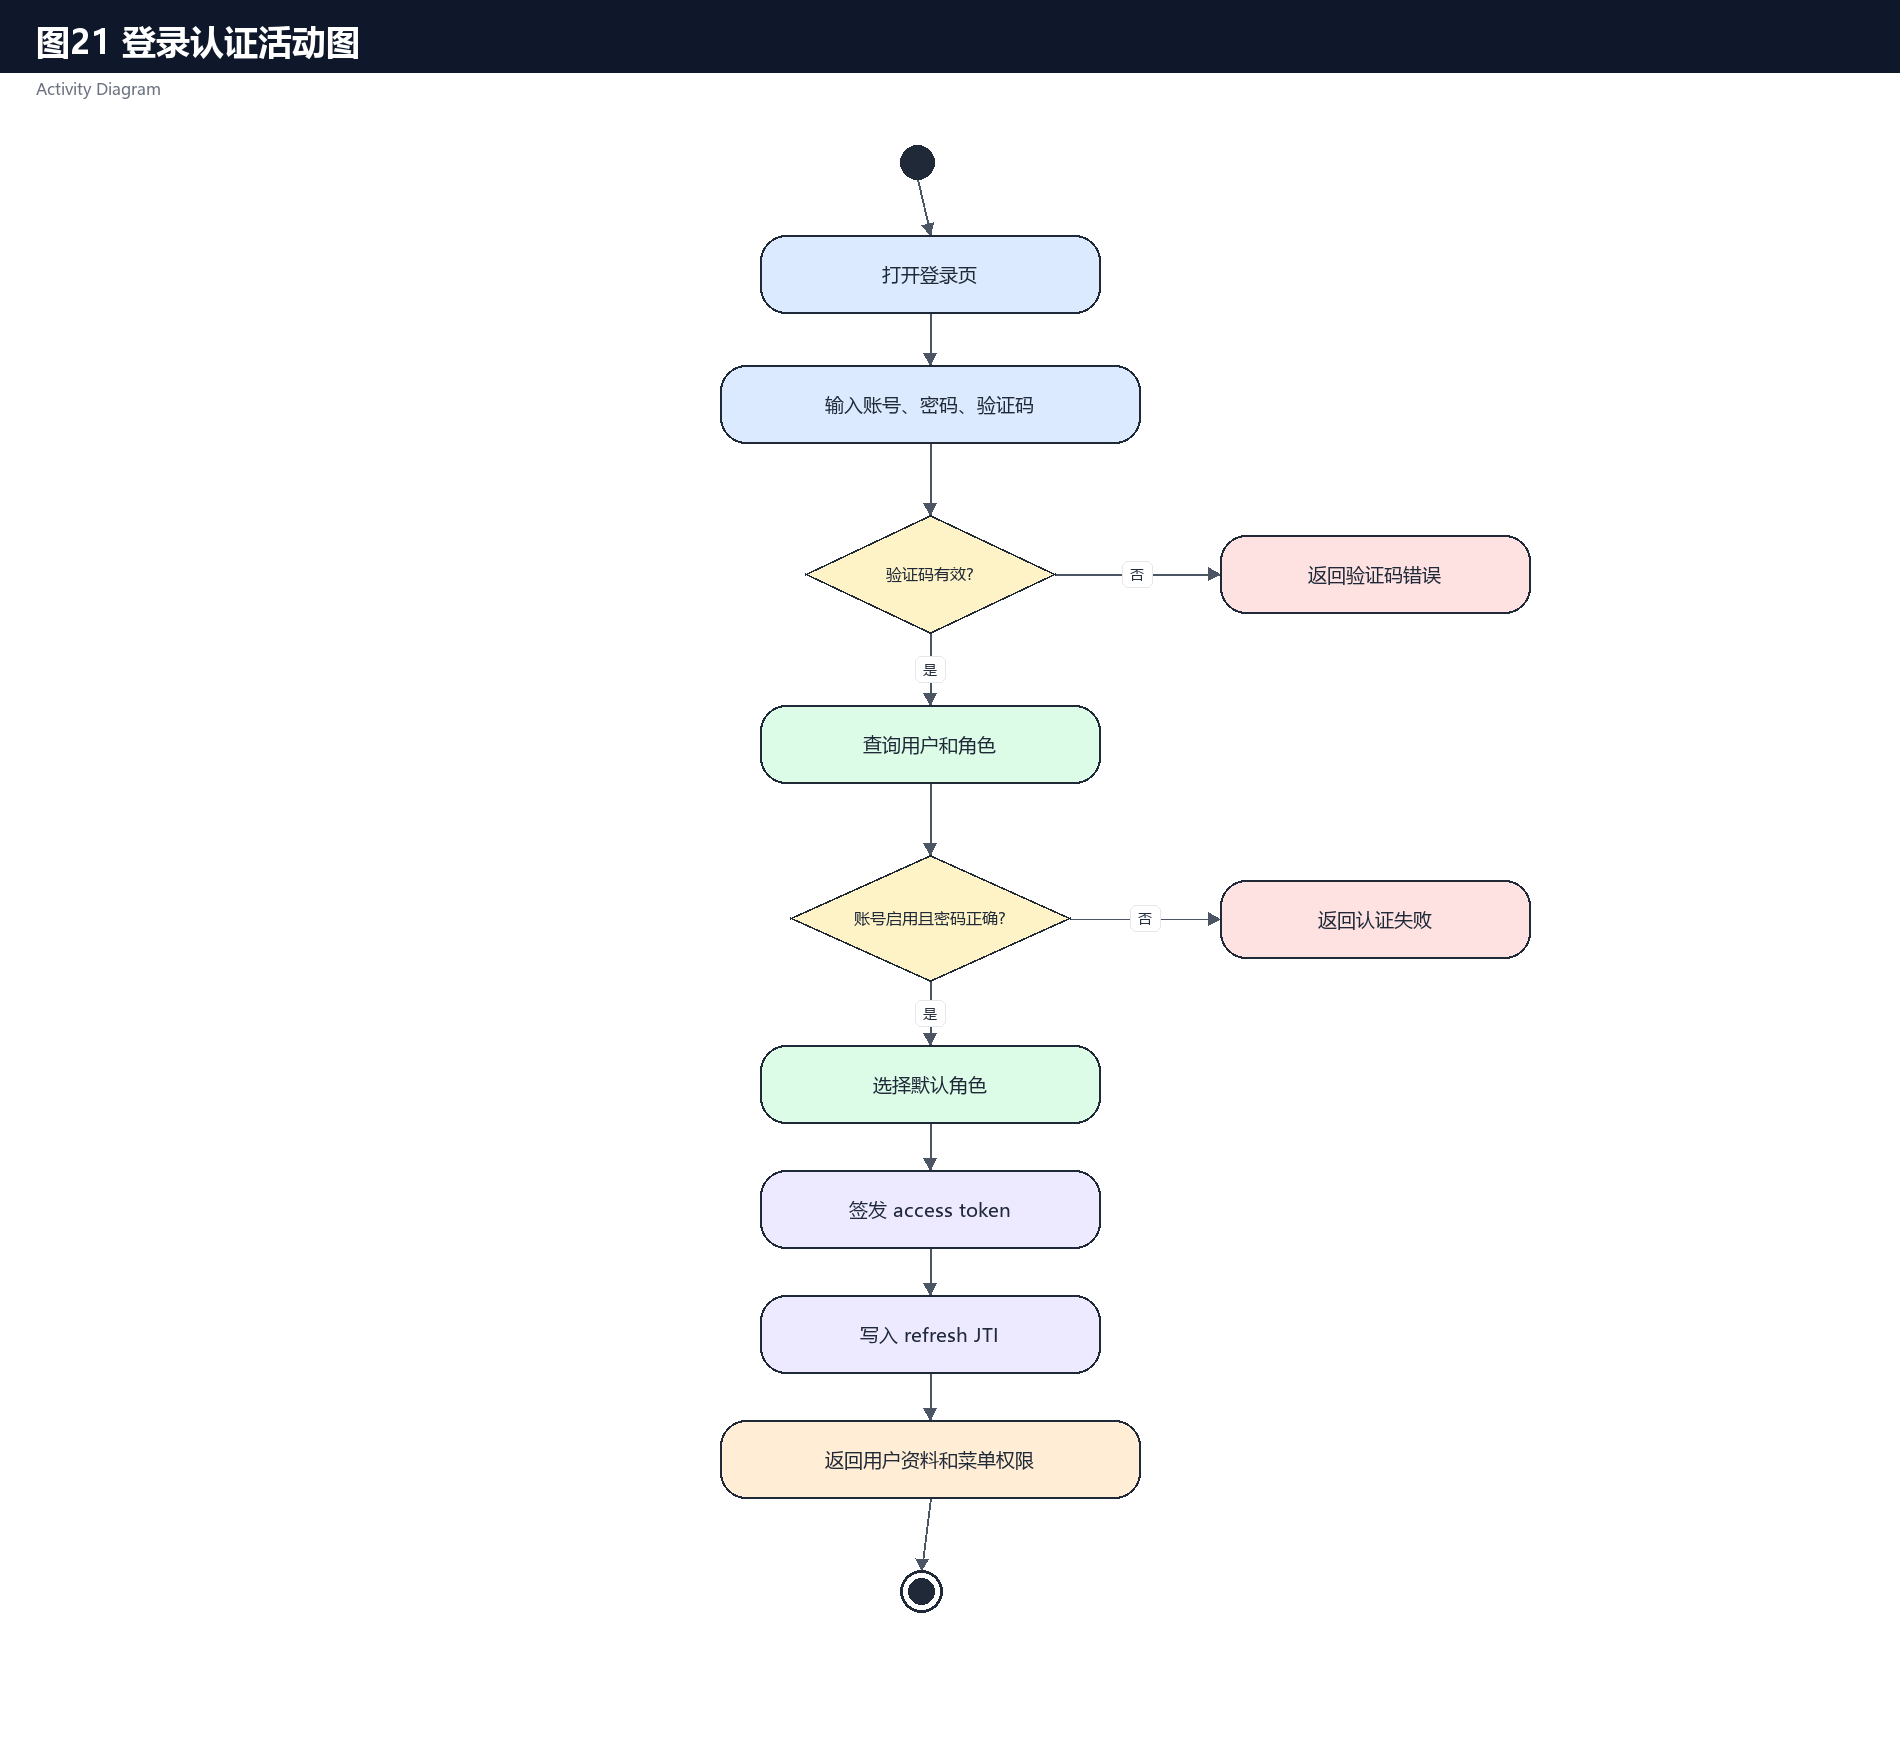 图21 登录认证活动图
Activity Diagram
打开登录页
输入账号、密码、验证码
验证码有效?
否
返回验证码错误
是
查询用户和角色
账号启用且密码正确?
否
返回认证失败
是
选择默认角色
签发 access token
写入 refresh JTI
返回用户资料和菜单权限